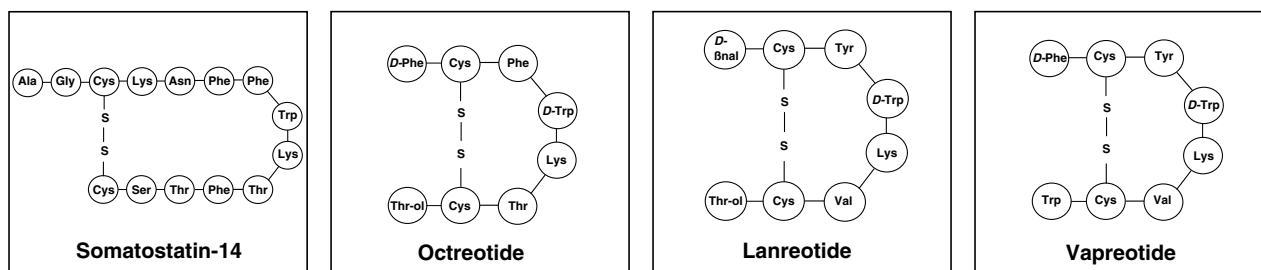 Ala Gly Cys Lys Asn Phe Phe
Trp
Lys
S
S
Cys Ser Thr Phe Thr
Somatostatin-14
D-Phe Cys Phe
D-Trp
Lys
S
S
Thr-ol Cys Thr
Octreotide
D-
ßnal Cys Tyr
D-Trp
Lys
S
S
Thr-ol Cys Val
Lanreotide
D-Phe Cys Tyr
D-Trp
Lys
S
S
Trp Cys Val
Vapreotide